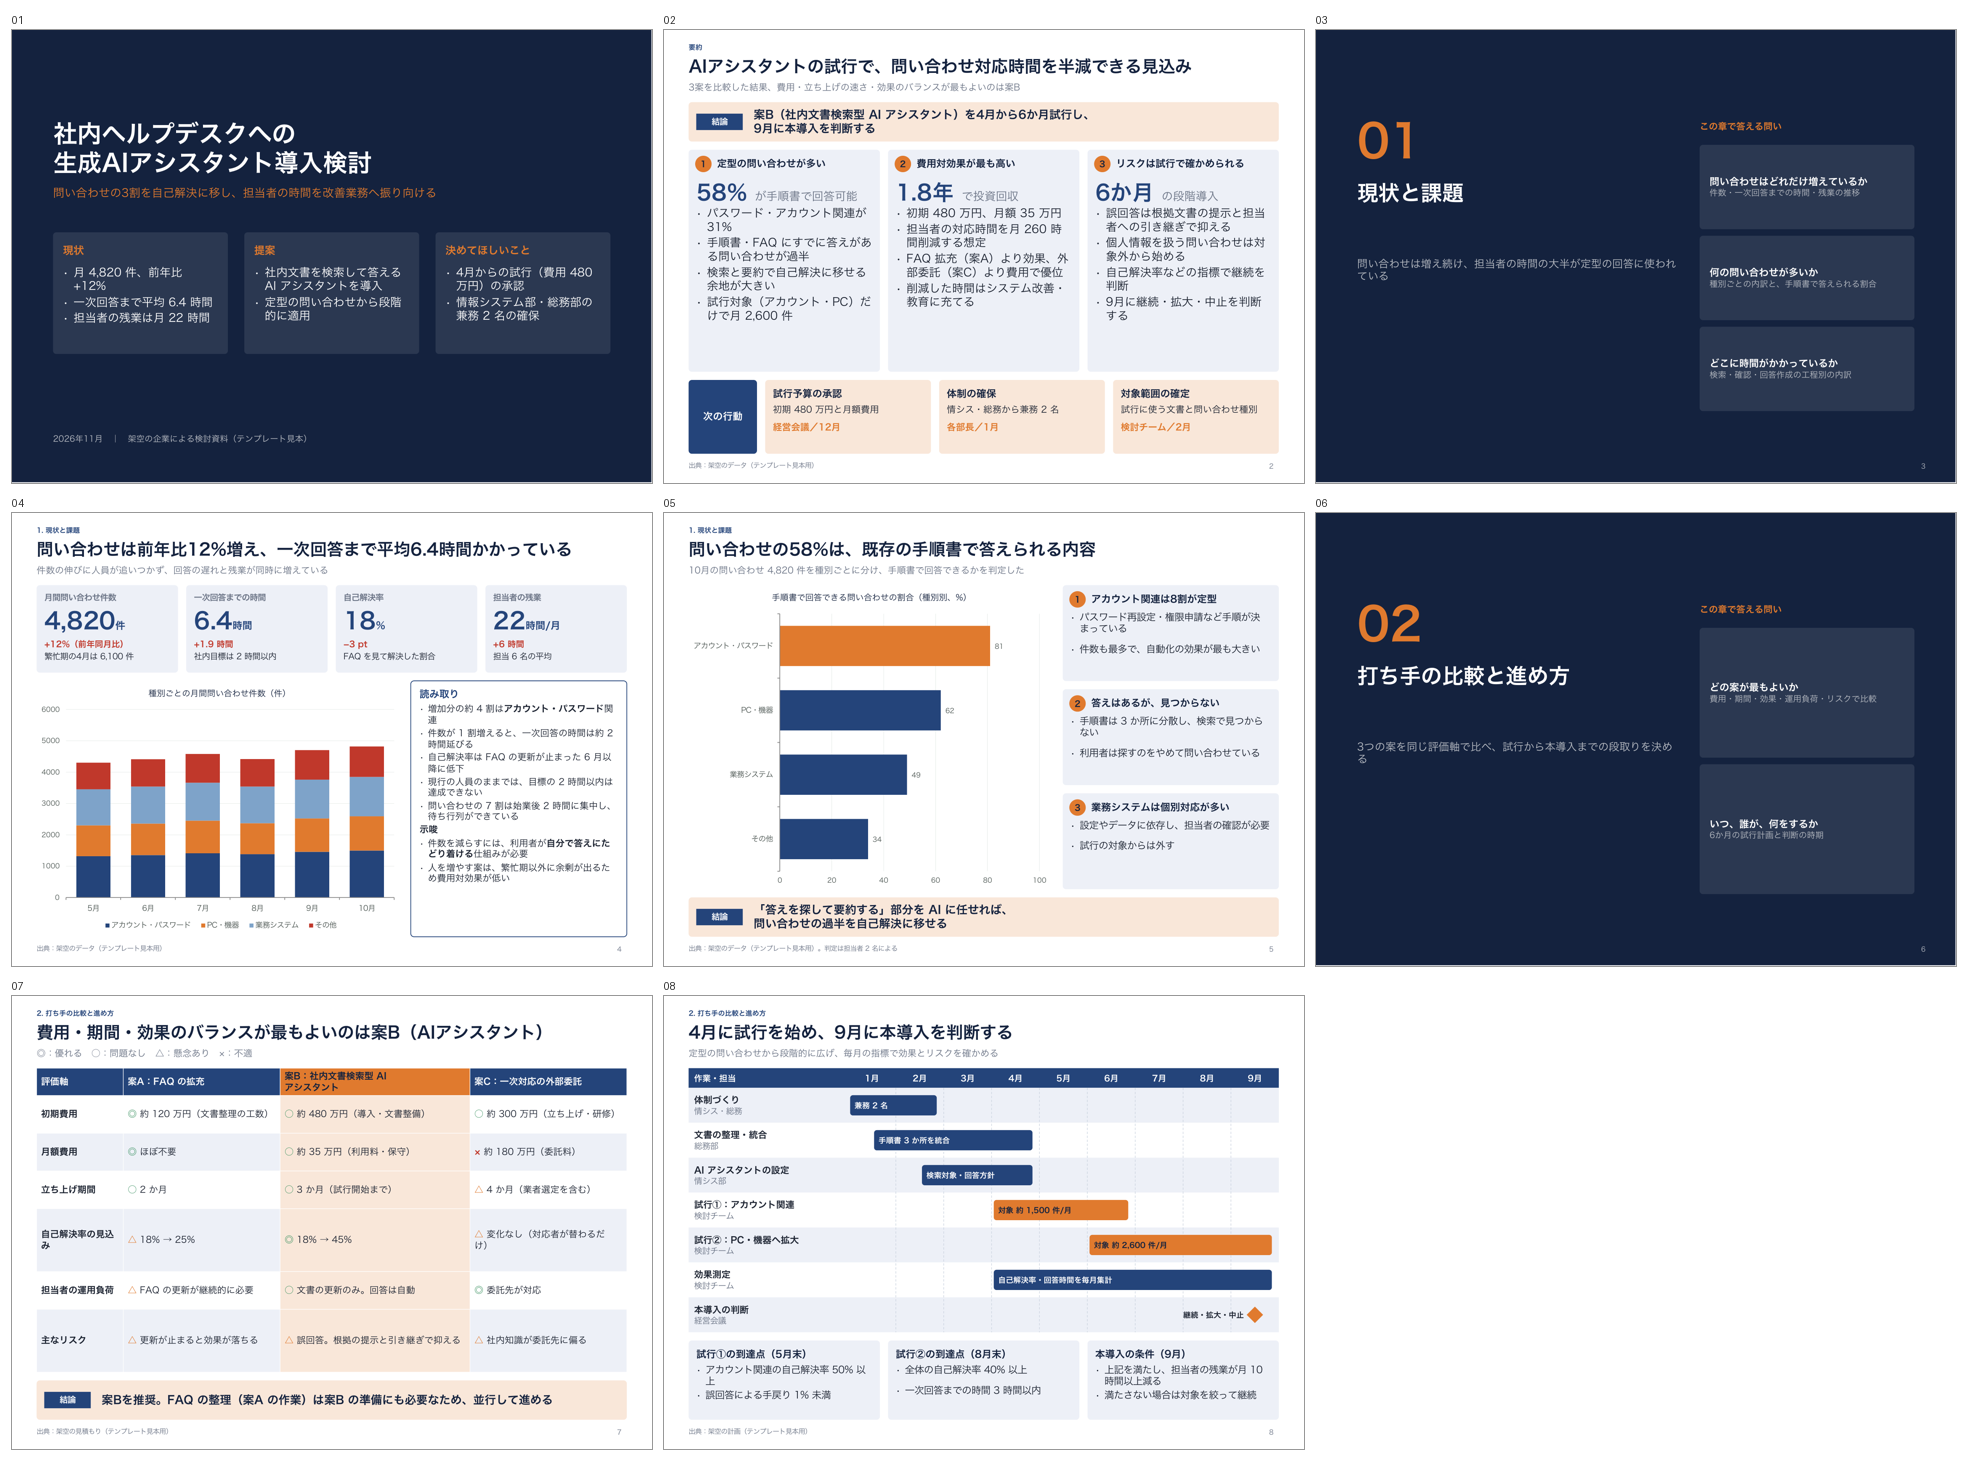 01
社内ヘルプデスクへの
生成AIアシスタント導入検討
問い合わせの3割を自己解決に移し、担当者の時間を改善業務へ振り向ける
現状
・月 4,820 件、前年比
+12%
・一次回答まで平均 6.4 時間
・担当者の残業は月 22 時間
提案
・社内文書を検索して答える
AI アシスタントを導入
・定型の問い合わせから段階
的に適用
決めてほしいこと
・4月からの試行（費用 480
万円）の承認
・情報システム部・総務部の
兼務 2 名の確保
2026年11月 ｜ 架空の企業による検討資料（テンプレート見本）
02
要約
AIアシスタントの試行で、問い合わせ対応時間を半減できる見込み
3案を比較した結果、費用・立ち上げの速さ・効果のバランスが最もよいのは案B
結論
案B（社内文書検索型 AI アシスタント）を4月から6か月試行し、
9月に本導入を判断する
1 定型の問い合わせが多い
58% が手順書で回答可能
・パスワード・アカウント関連が
31%
・手順書・FAQ にすでに答えがあ
る問い合わせが過半
・検索と要約で自己解決に移せる
余地が大きい
・試行対象（アカウント・PC）だ
けで月 2,600 件
2 費用対効果が最も高い
1.8年 で投資回収
・初期 480 万円、月額 35 万円
・担当者の対応時間を月 260 時
間削減する想定
・FAQ 拡充（案A）より効果、外
部委託（案C）より費用で優位
・削減した時間はシステム改善・
教育に充てる
3 リスクは試行で確かめられる
6か月 の段階導入
・誤回答は根拠文書の提示と担当
者への引き継ぎで抑える
・個人情報を扱う問い合わせは対
象外から始める
・自己解決率などの指標で継続を
判断
・9月に継続・拡大・中止を判断
する
次の行動
試行予算の承認
初期 480 万円と月額費用
経営会議／12月
体制の確保
情シス・総務から兼務 2 名
各部長／1月
対象範囲の確定
試行に使う文書と問い合わせ種別
検討チーム／2月
出典：架空のデータ（テンプレート見本用）
2
03
01
現状と課題
問い合わせは増え続け、担当者の時間の大半が定型の回答に使われ
ている
この章で答える問い
問い合わせはどれだけ増えているか
件数・一次回答までの時間・残業の推移
何の問い合わせが多いか
種別ごとの内訳と、手順書で答えられる割合
どこに時間がかかっているか
検索・確認・回答作成の工程別の内訳
3
04
1. 現状と課題
問い合わせは前年比12%増え、一次回答まで平均6.4時間かかっている
件数の伸びに人員が追いつかず、回答の遅れと残業が同時に増えている
月間問い合わせ件数
4,820件
+12%（前年同月比）
繁忙期の4月は 6,100 件
一次回答までの時間
6.4時間
+1.9 時間
社内目標は 2 時間以内
自己解決率
18%
−3 pt
FAQ を見て解決した割合
担当者の残業
22時間/月
+6 時間
担当 6 名の平均
種別ごとの月間問い合わせ件数（件）
6000
5000
4000
3000
2000
1000
0
5月 6月 7月 8月 9月 10月
アカウント・パスワード PC・機器 業務システム その他
読み取り
・増加分の約 4 割はアカウント・パスワード関
連
・件数が 1 割増えると、一次回答の時間は約 2
時間延びる
・自己解決率は FAQ の更新が止まった 6 月以
降に低下
・現行の人員のままでは、目標の 2 時間以内は
達成できない
・問い合わせの 7 割は始業後 2 時間に集中し、
待ち行列ができている
示唆
・件数を減らすには、利用者が自分で答えにた
どり着ける仕組みが必要
・人を増やす案は、繁忙期以外に余剰が出るた
め費用対効果が低い
出典：架空のデータ（テンプレート見本用）
4
05
1. 現状と課題
問い合わせの58%は、既存の手順書で答えられる内容
10月の問い合わせ 4,820 件を種別ごとに分け、手順書で回答できるかを判定した
手順書で回答できる問い合わせの割合（種別別、%）
アカウント・パスワード 81
PC・機器 62
業務システム 49
その他 34
0 20 40 60 80 100
1 アカウント関連は8割が定型
・パスワード再設定・権限申請など手順が決
まっている
・件数も最多で、自動化の効果が最も大きい
2 答えはあるが、見つからない
・手順書は 3 か所に分散し、検索で見つから
ない
・利用者は探すのをやめて問い合わせている
3 業務システムは個別対応が多い
・設定やデータに依存し、担当者の確認が必要
・試行の対象からは外す
結論
「答えを探して要約する」部分を AI に任せれば、
問い合わせの過半を自己解決に移せる
出典：架空のデータ（テンプレート見本用）。判定は担当者 2 名による
5
06
02
打ち手の比較と進め方
3つの案を同じ評価軸で比べ、試行から本導入までの段取りを決め
る
この章で答える問い
どの案が最もよいか
費用・期間・効果・運用負荷・リスクで比較
いつ、誰が、何をするか
6か月の試行計画と判断の時期
6
07
2. 打ち手の比較と進め方
費用・期間・効果のバランスが最もよいのは案B（AIアシスタント）
◎：優れる ○：問題なし △：懸念あり ×：不適
評価軸 案A：FAQ の拡充 案B：社内文書検索型 AI
アシスタント 案C：一次対応の外部委託
初期費用 ◎ 約 120 万円（文書整理の工数） ○ 約 480 万円（導入・文書整備） ○ 約 300 万円（立ち上げ・研修）
月額費用 ◎ ほぼ不要 ○ 約 35 万円（利用料・保守） × 約 180 万円（委託料）
立ち上げ期間 ○ 2 か月 ○ 3 か月（試行開始まで） △ 4 か月（業者選定を含む）
自己解決率の見込
み △ 18% → 25% ◎ 18% → 45% △ 変化なし（対応者が替わるだ
け）
担当者の運用負荷 △ FAQ の更新が継続的に必要 ○ 文書の更新のみ。回答は自動 ◎ 委託先が対応
主なリスク △ 更新が止まると効果が落ちる △ 誤回答。根拠の提示と引き継ぎで抑える △ 社内知識が委託先に偏る
結論
案Bを推奨。FAQ の整理（案A の作業）は案B の準備にも必要なため、並行して進める
出典：架空の見積もり（テンプレート見本用）
7
08
2. 打ち手の比較と進め方
4月に試行を始め、9月に本導入を判断する
定型の問い合わせから段階的に広げ、毎月の指標で効果とリスクを確かめる
作業・担当 1月 2月 3月 4月 5月 6月 7月 8月 9月
体制づくり
情シス・総務
兼務 2 名
文書の整理・統合
総務部
手順書 3 か所を統合
AI アシスタントの設定
情シス部
検索対象・回答方針
試行①：アカウント関連
検討チーム
対象 約 1,500 件/月
試行②：PC・機器へ拡大
検討チーム
対象 約 2,600 件/月
効果測定
検討チーム
自己解決率・回答時間を毎月集計
本導入の判断
経営会議
継続・拡大・中止
試行①の到達点（5月末）
・アカウント関連の自己解決率 50% 以
上
・誤回答による手戻り 1% 未満
試行②の到達点（8月末）
・全体の自己解決率 40% 以上
・一次回答までの時間 3 時間以内
本導入の条件（9月）
・上記を満たし、担当者の残業が月 10
時間以上減る
・満たさない場合は対象を絞って継続
出典：架空の計画（テンプレート見本用）
8